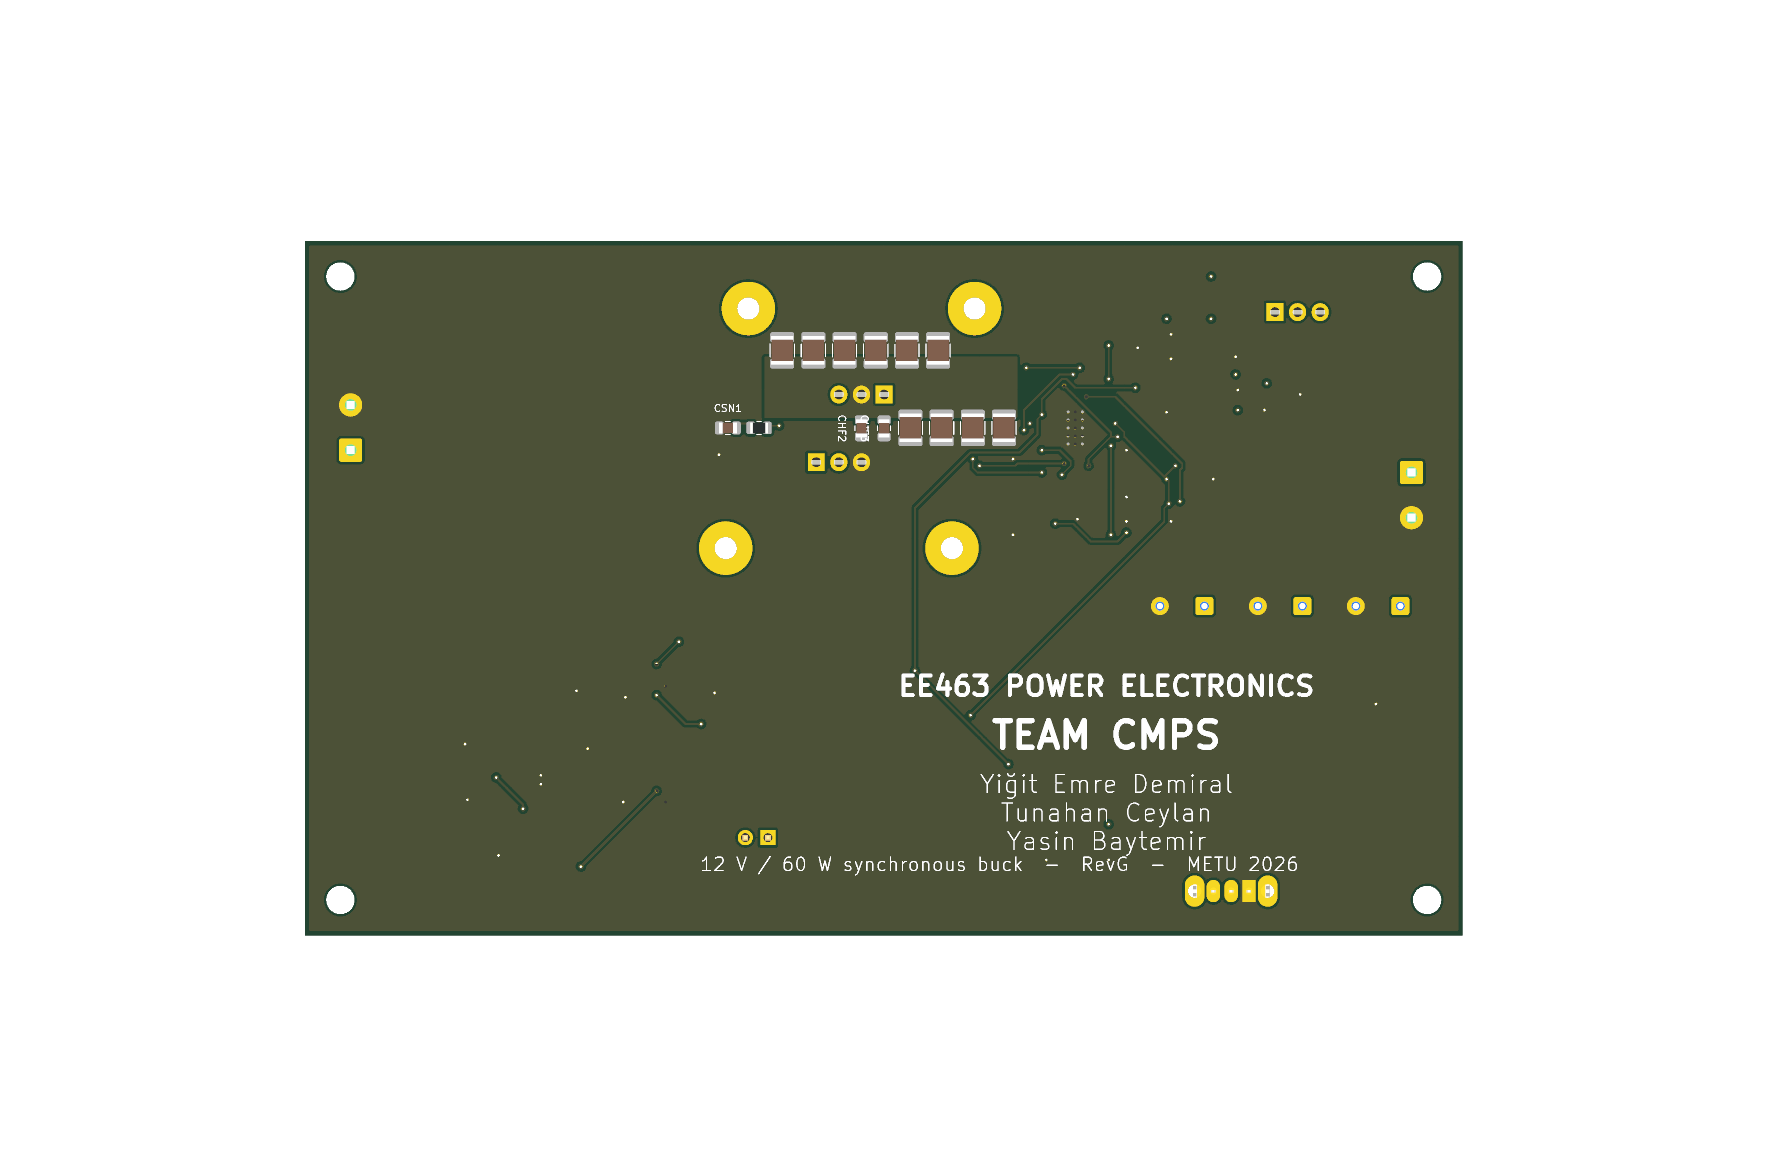 CSN1
CHF2
EE463 POWER ELECTRONICS
TEAM CMPS
Yiğit Emre Demiral
Tunahan Ceylan
Yasin Baytemir
12 V / 60 W synchronous buck - RevG - METU 2026